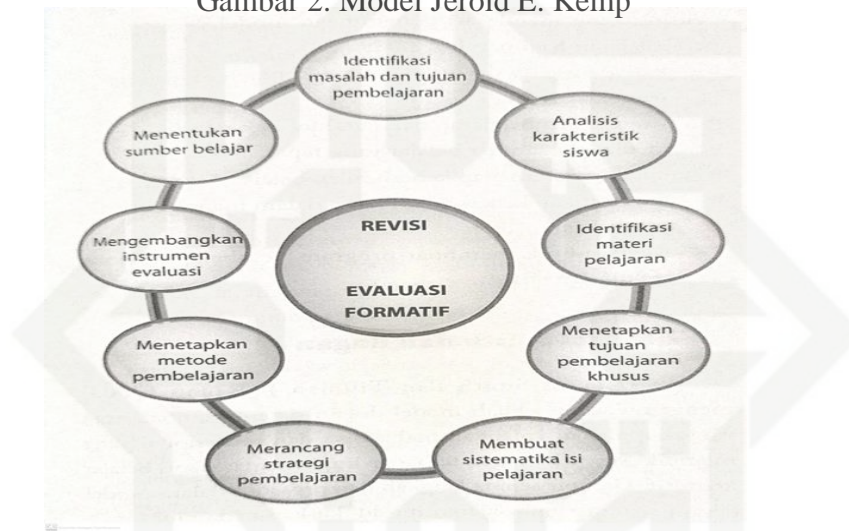 Gambar 2. Model Jerold E. Kemp
Identifikasi
masalah dan tujuan
pembelajaran
Analisis
karakteristik
siswa
Identifikasi
materi
pelajaran
Menetapkan
tujuan
pembelajaran
khusus
Membuat
sistematika isi
pelajaran
Merancang
strategi
pembelajaran
Menetapkan
metode
pembelajaran
Mengembangkan
instrumen
evaluasi
Menentukan
sumber belajar
REVISI
EVALUASI
FORMATIF